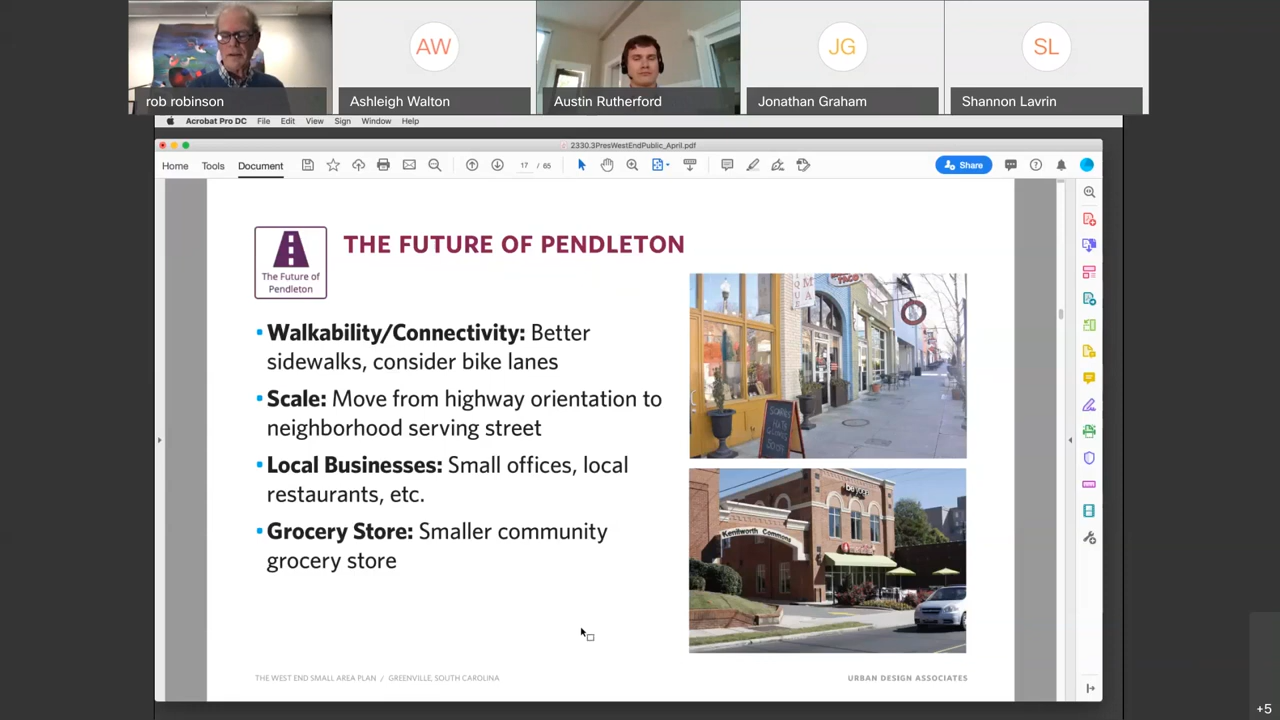 AW
JG
SL
rob robinson
Ashleigh Walton
Austin Rutherford
Jonathan Graham
Shannon Lavrin
Acrobat Pro DC File Edit View Sign Window Help
2330.3PresWestEndPublic_April.pdf
Home Tools Document
17 / 65
Share
The Future of
Pendleton
THE FUTURE OF PENDLETON
• Walkability/Connectivity: Better
sidewalks, consider bike lanes
• Scale: Move from highway orientation to
neighborhood serving street
• Local Businesses: Small offices, local
restaurants, etc.
• Grocery Store: Smaller community
grocery store
TACO
Kenilworth Commons
THE WEST END SMALL AREA PLAN / GREENVILLE, SOUTH CAROLINA
URBAN DESIGN ASSOCIATES
+5